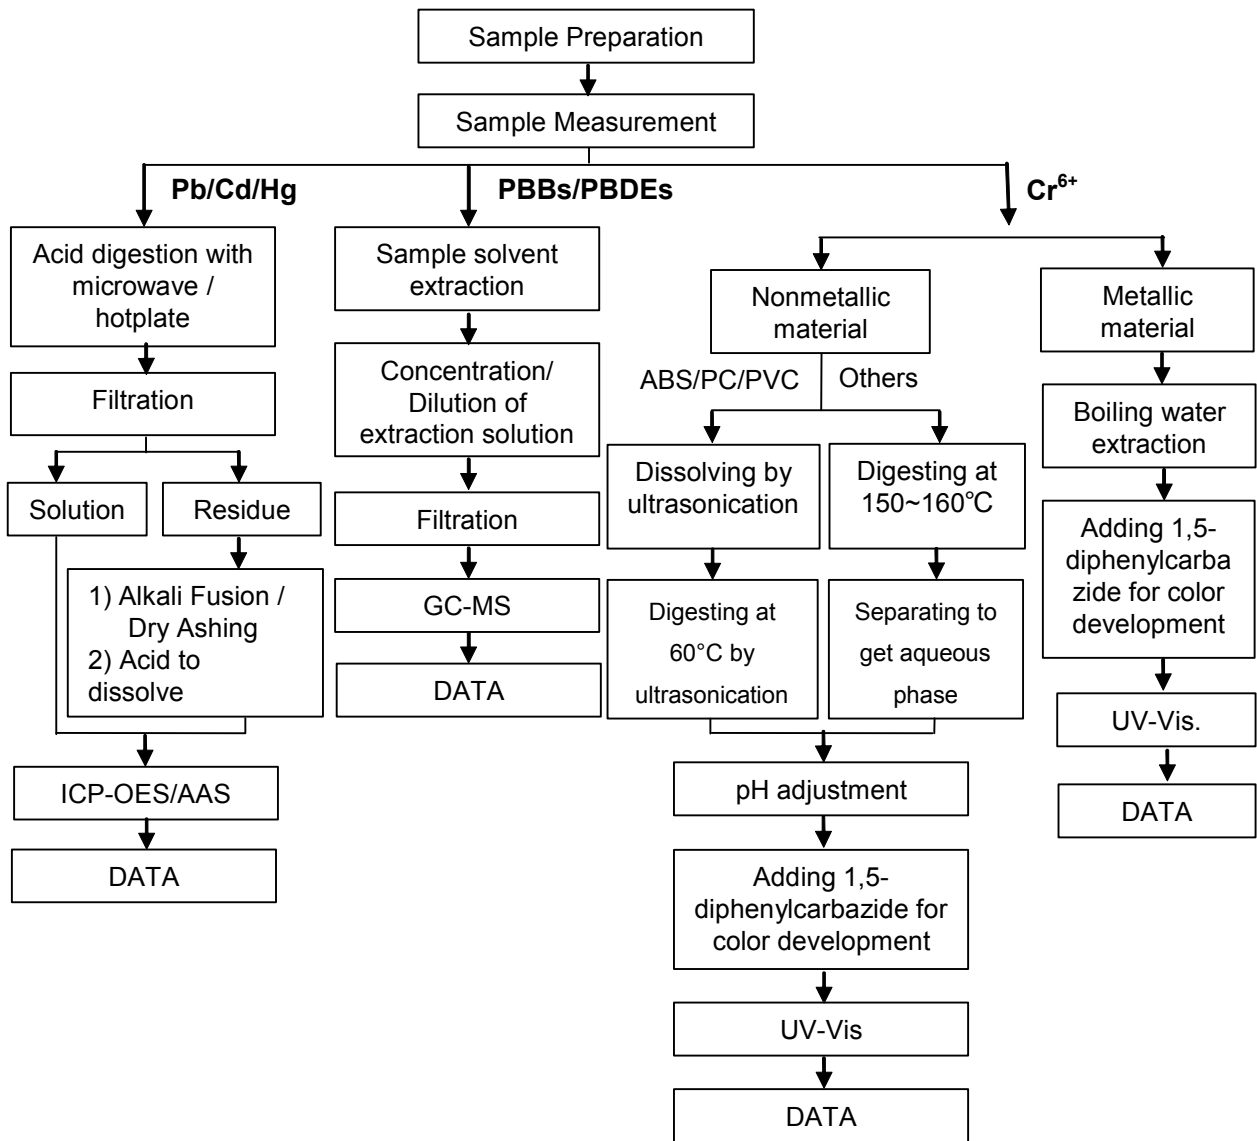 Sample Preparation
Sample Measurement
Pb/Cd/Hg
PBBs/PBDEs
Cr⁶⁺
Acid digestion with
microwave /
hotplate
Filtration
Solution
Residue
1) Alkali Fusion /
Dry Ashing
2) Acid to
dissolve
ICP-OES/AAS
DATA
Sample solvent
extraction
Concentration/
Dilution of
extraction solution
Filtration
GC-MS
DATA
Nonmetallic
material
ABS/PC/PVC
Others
Dissolving by
ultrasonication
Digesting at
60°C by
ultrasonication
Digesting at
150~160℃
Separating to
get aqueous
phase
pH adjustment
Adding 1,5-
diphenylcarbazide for
color development
UV-Vis
DATA
Metallic
material
Boiling water
extraction
Adding 1,5-
diphenylcarba
zide for color
development
UV-Vis.
DATA